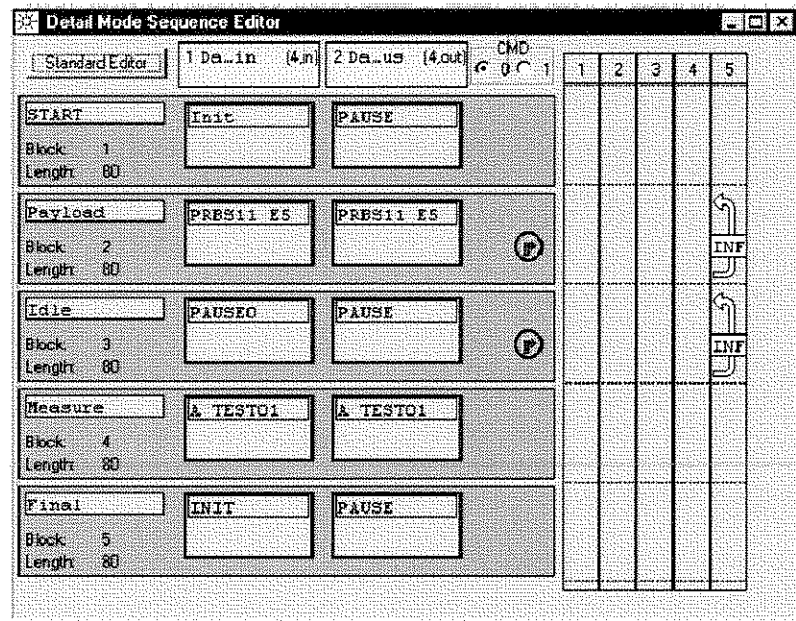 Detail Mode Sequence Editor
Standard Editor
1 Da...in (4,in)
2 Da...us (4,out)
CMD
0 1
1 2 3 4 5
START
Init
PAUSE
Block: 1
Length: 80
Payload
PRBS11 E5
PRBS11 E5
Block: 2
Length: 80
INF
Idle
PAUSE0
PAUSE
Block: 3
Length: 80
INF
Measure
A TEST01
A TEST01
Block: 4
Length: 80
Final
INIT
PAUSE
Block: 5
Length: 80